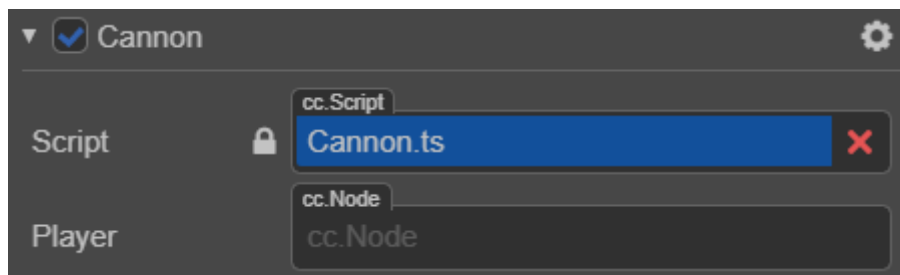 Cannon
cc.Script
Script
Cannon.ts
cc.Node
Player
cc.Node